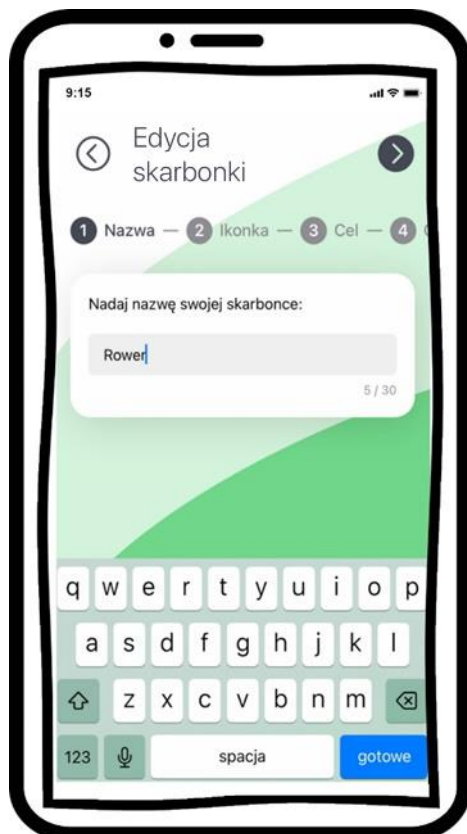 9:15
Edycja
skarbonki
1 Nazwa — 2 Ikonka — 3 Cel — 4
Nadaj nazwę swojej skarbonce:
Rower
5 / 30
q w e r t y u i o p
a s d f g h j k l
z x c v b n m
123 spacja gotowe